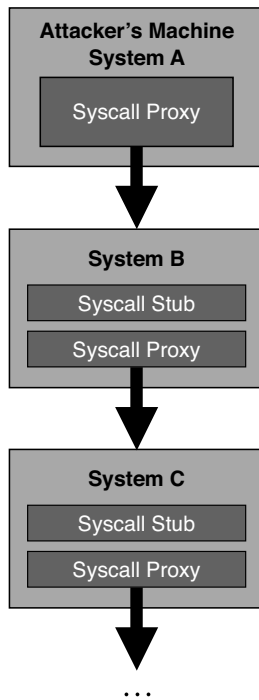 Attacker's Machine
System A
Syscall Proxy
System B
Syscall Stub
Syscall Proxy
System C
Syscall Stub
Syscall Proxy
...